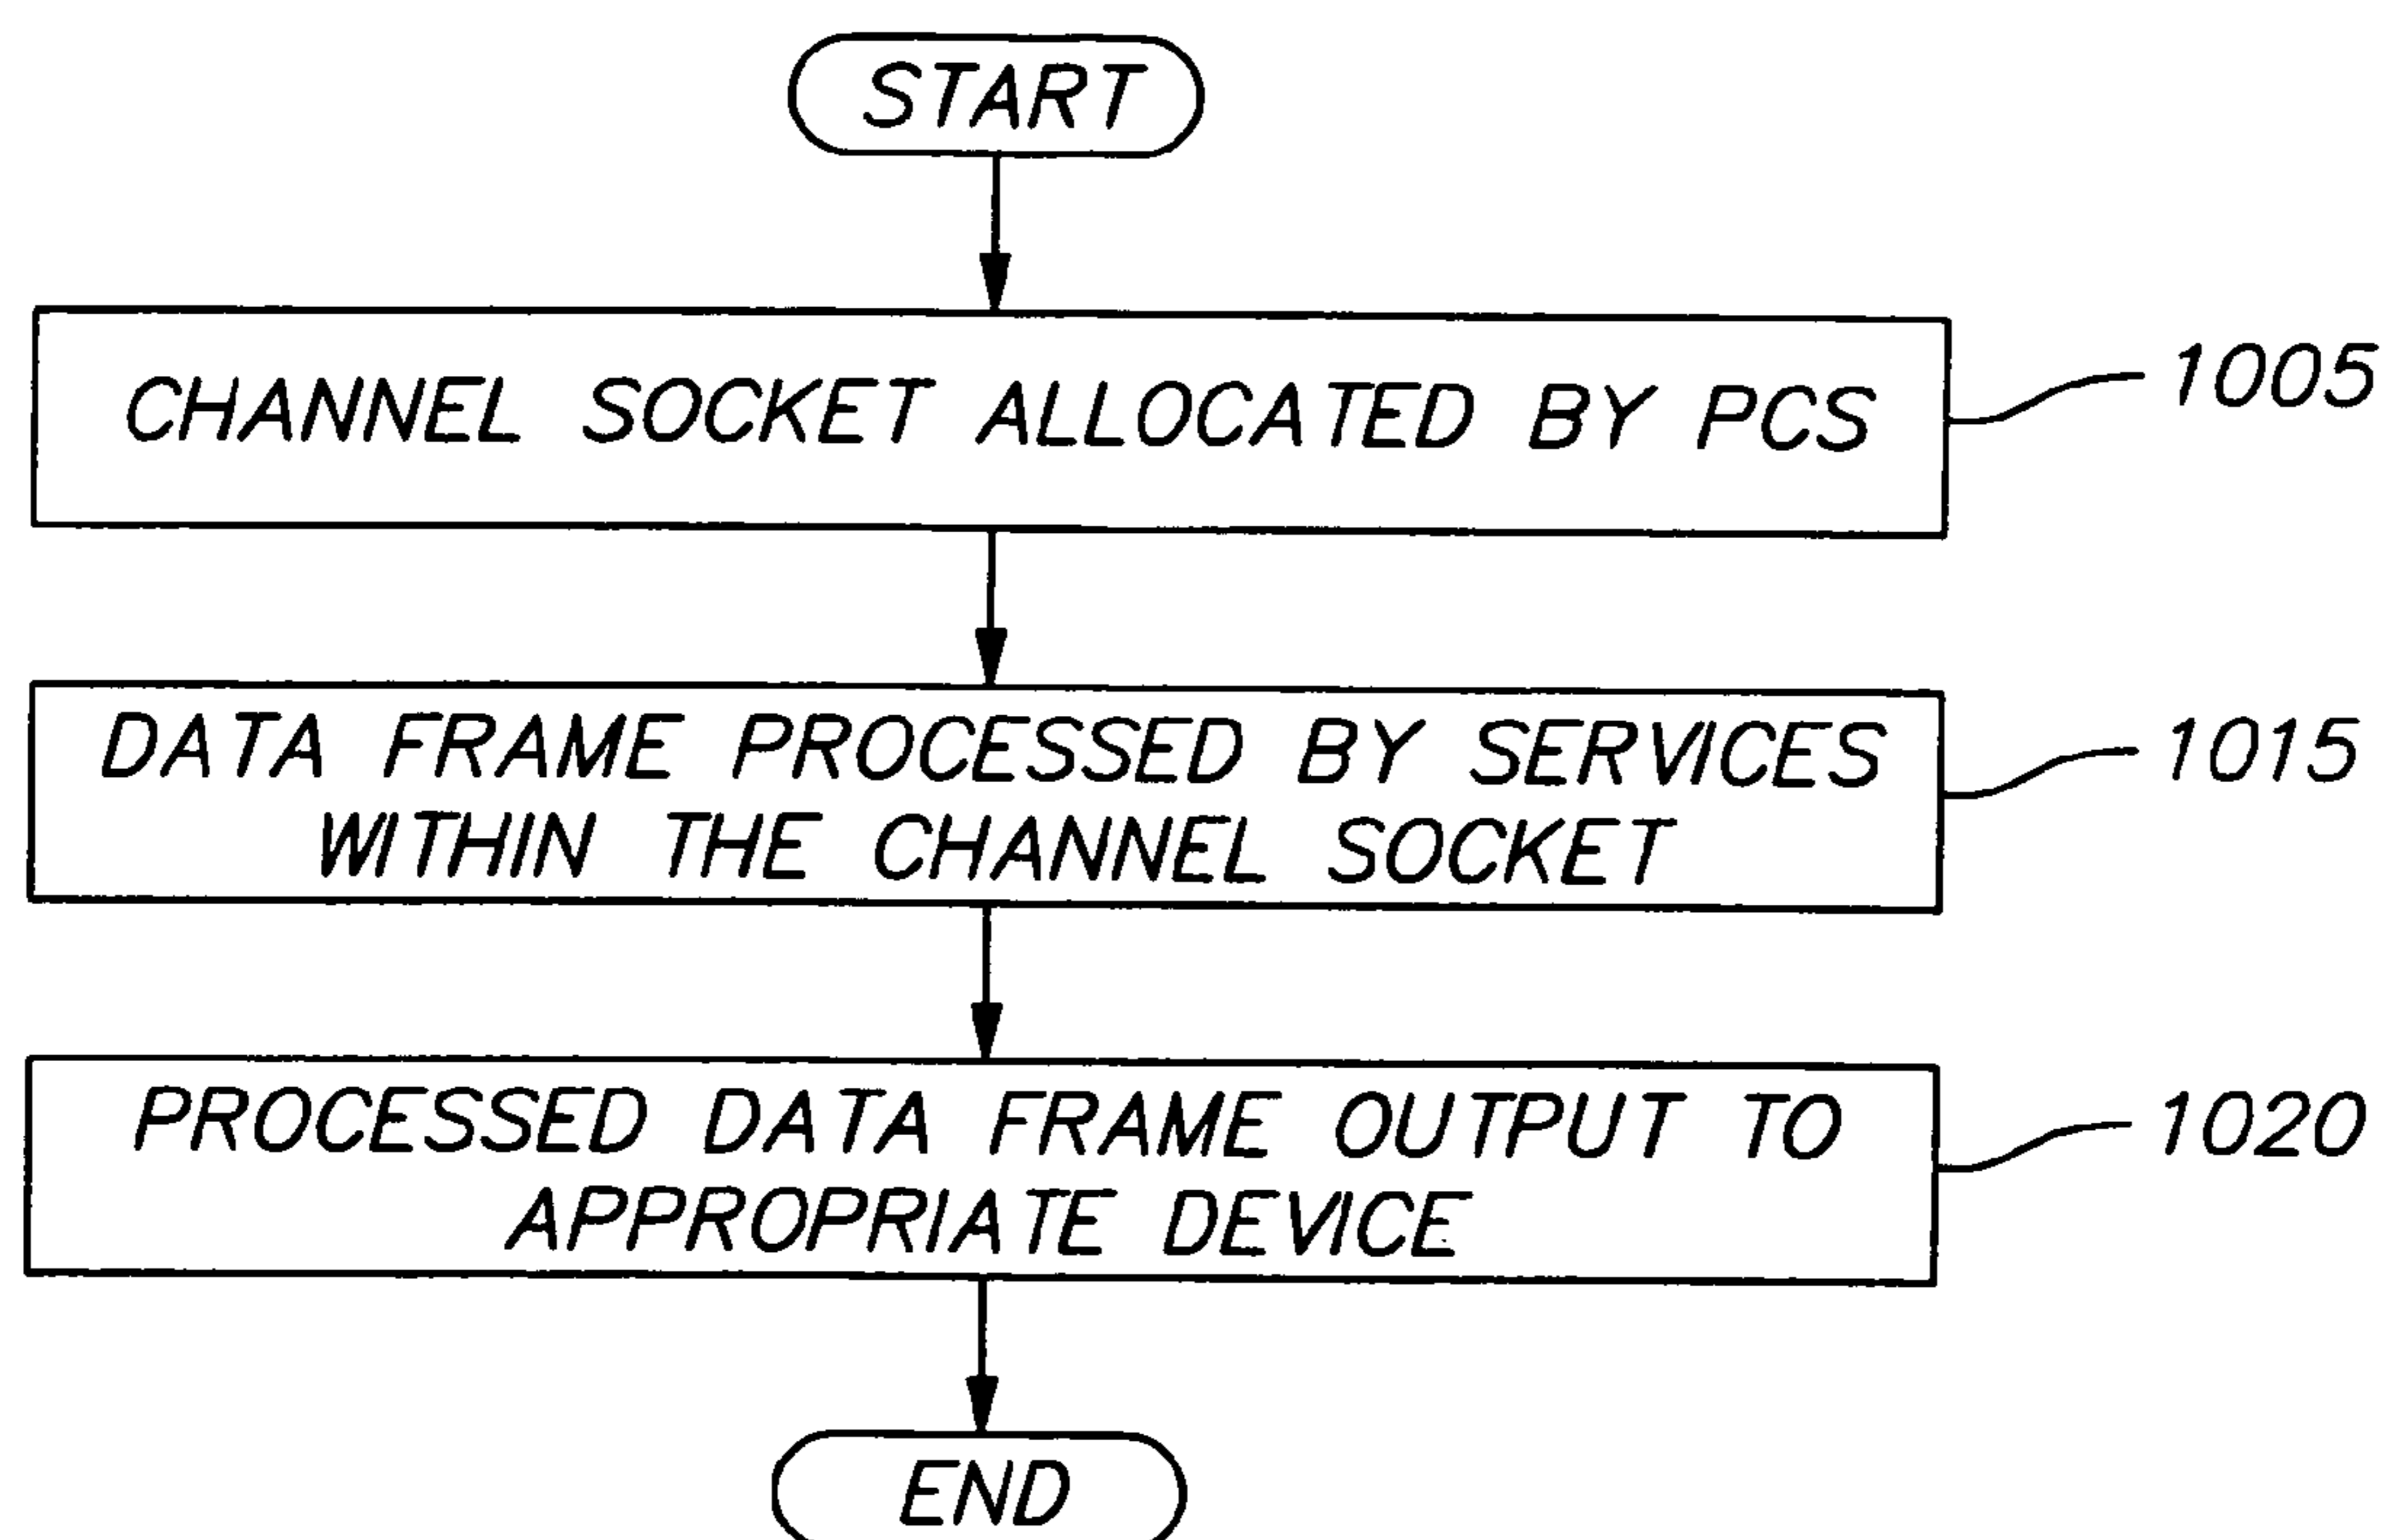 START
CHANNEL SOCKET ALLOCATED BY PCS
1005
DATA FRAME PROCESSED BY SERVICES
WITHIN THE CHANNEL SOCKET
1015
PROCESSED DATA FRAME OUTPUT TO
APPROPRIATE DEVICE
1020
END